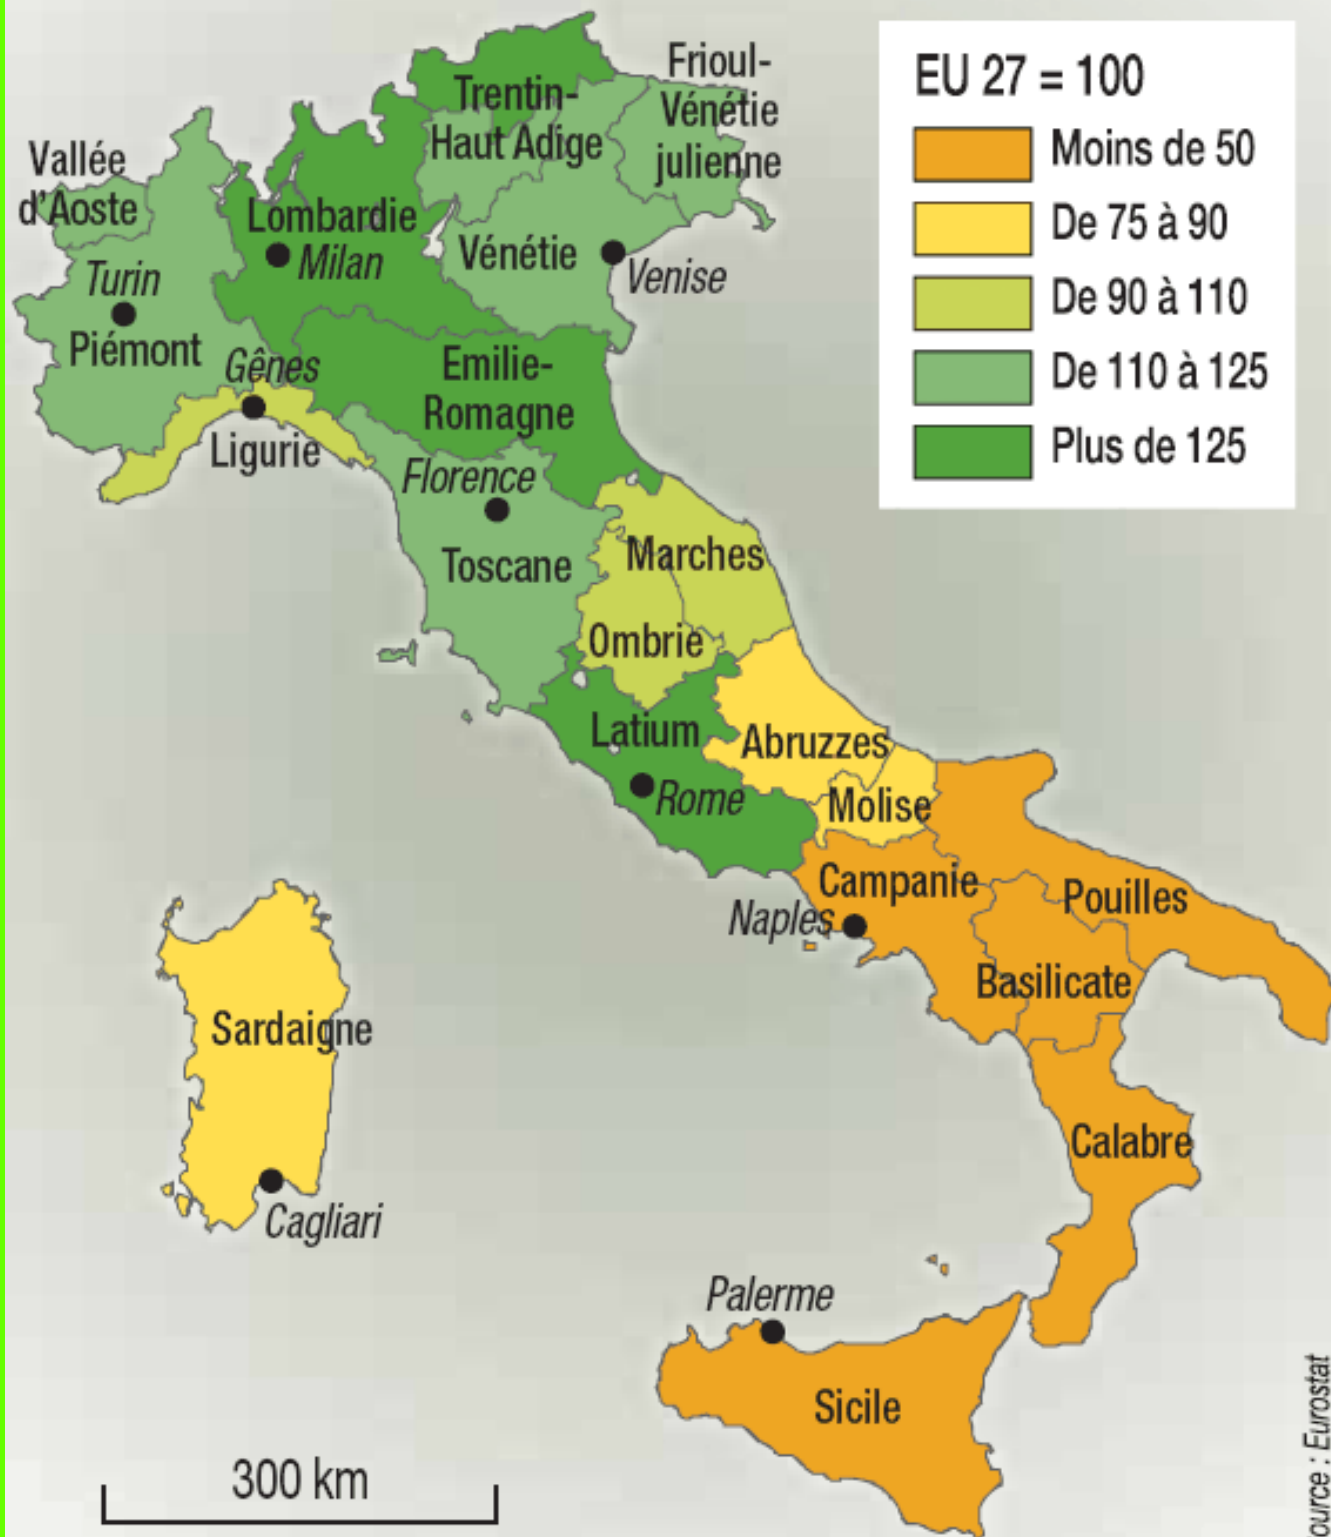 EU 27 = 100
Moins de 50
De 75 à 90
De 90 à 110
De 110 à 125
Plus de 125
Frioul-
Vénétie
julienne
Trentin-
Haut Adige
Vallée
d'Aoste
Lombardie
Milan
Vénétie
Venise
Turin
Piémont
Gênes
Ligurie
Emilie-
Romagne
Florence
Toscane
Marches
Ombrie
Latium
Rome
Abruzzes
Molise
Campanie
Naples
Pouilles
Basilicate
Sardaigne
Cagliari
Calabre
Palerme
Sicile
300 km
: Eurostat